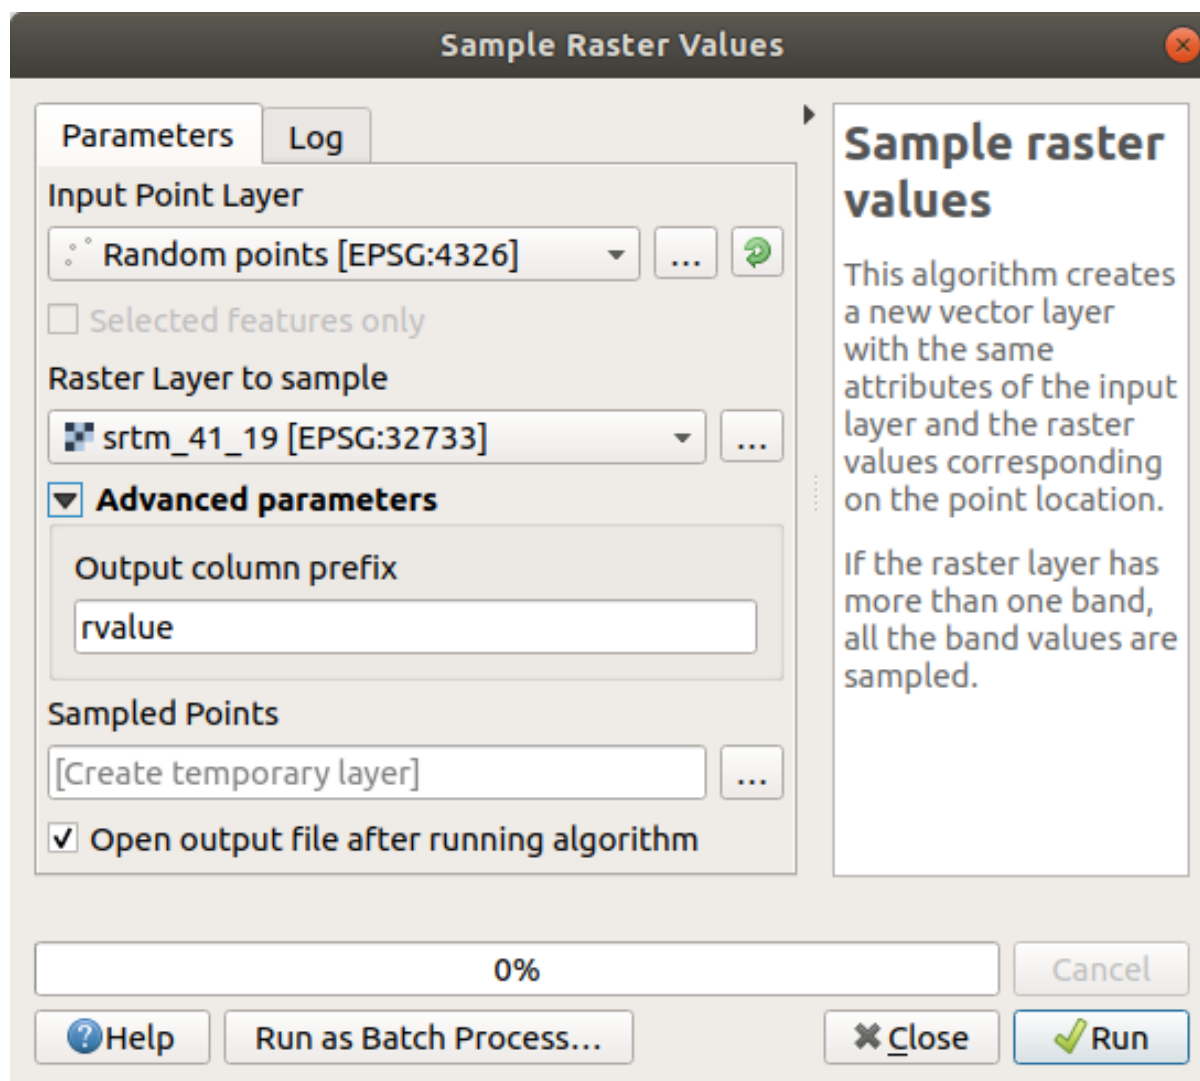 Sample Raster Values
Parameters
Log
Input Point Layer
Random points [EPSG:4326]
...
Selected features only
Raster Layer to sample
srtm_41_19 [EPSG:32733]
...
Advanced parameters
Output column prefix
rvalue
Sampled Points
[Create temporary layer]
...
Open output file after running algorithm
Sample raster
values
This algorithm creates
a new vector layer
with the same
attributes of the input
layer and the raster
values corresponding
on the point location.
If the raster layer has
more than one band,
all the band values are
sampled.
0%
Cancel
?Help
Run as Batch Process...
Close
Run